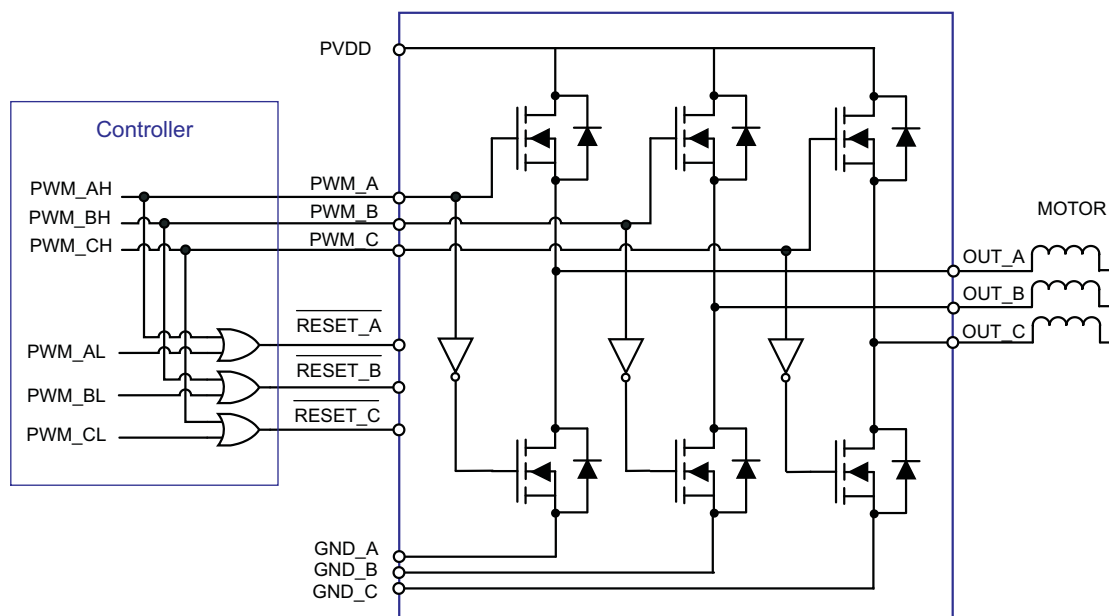 PVDD
Controller
PWM_AH
PWM_BH
PWM_CH
PWM_A
PWM_B
PWM_C
MOTOR
OUT_A
OUT_B
OUT_C
RESET_A
RESET_B
RESET_C
PWM_AL
PWM_BL
PWM_CL
GND_A
GND_B
GND_C